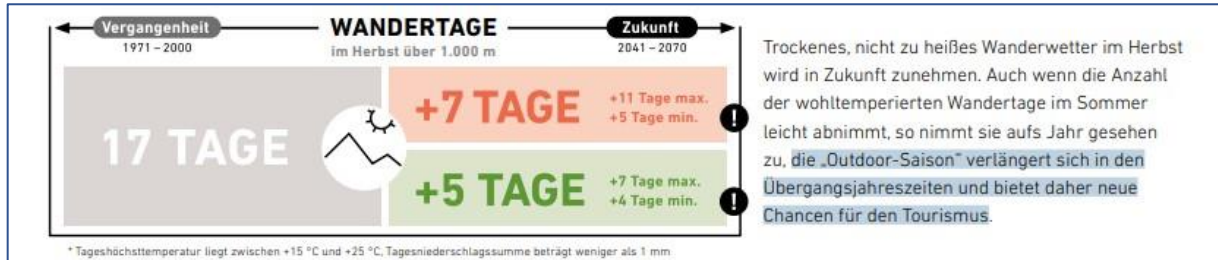 Vergangenheit
1971 – 2000
WANDERTAGE
im Herbst über 1.000 m
Zukunft
2041 – 2070
17 TAGE
+7 TAGE
+11 Tage max.
+5 Tage min.
!
+5 TAGE
+7 Tage max.
+4 Tage min.
!
* Tageshöchsttemperatur liegt zwischen +15 °C und +25 °C, Tagesniederschlagssumme beträgt weniger als 1 mm
Trockenes, nicht zu heißes Wanderwetter im Herbst
wird in Zukunft zunehmen. Auch wenn die Anzahl
der wohltemperierten Wandertage im Sommer
leicht abnimmt, so nimmt sie aufs Jahr gesehen
zu, die „Outdoor-Saison“ verlängert sich in den
Übergangsjahreszeiten und bietet daher neue
Chancen für den Tourismus.